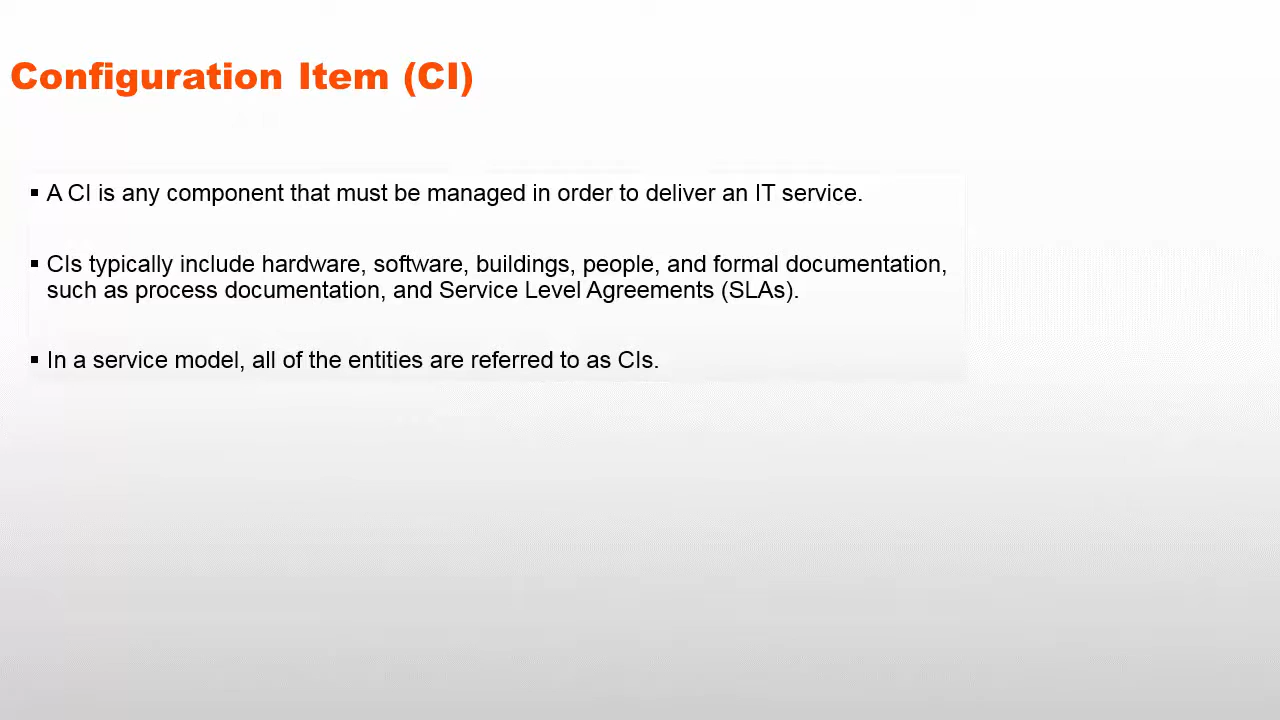 Configuration Item (CI)
▪ A CI is any component that must be managed in order to deliver an IT service.
▪ CIs typically include hardware, software, buildings, people, and formal documentation,
such as process documentation, and Service Level Agreements (SLAs).
▪ In a service model, all of the entities are referred to as CIs.